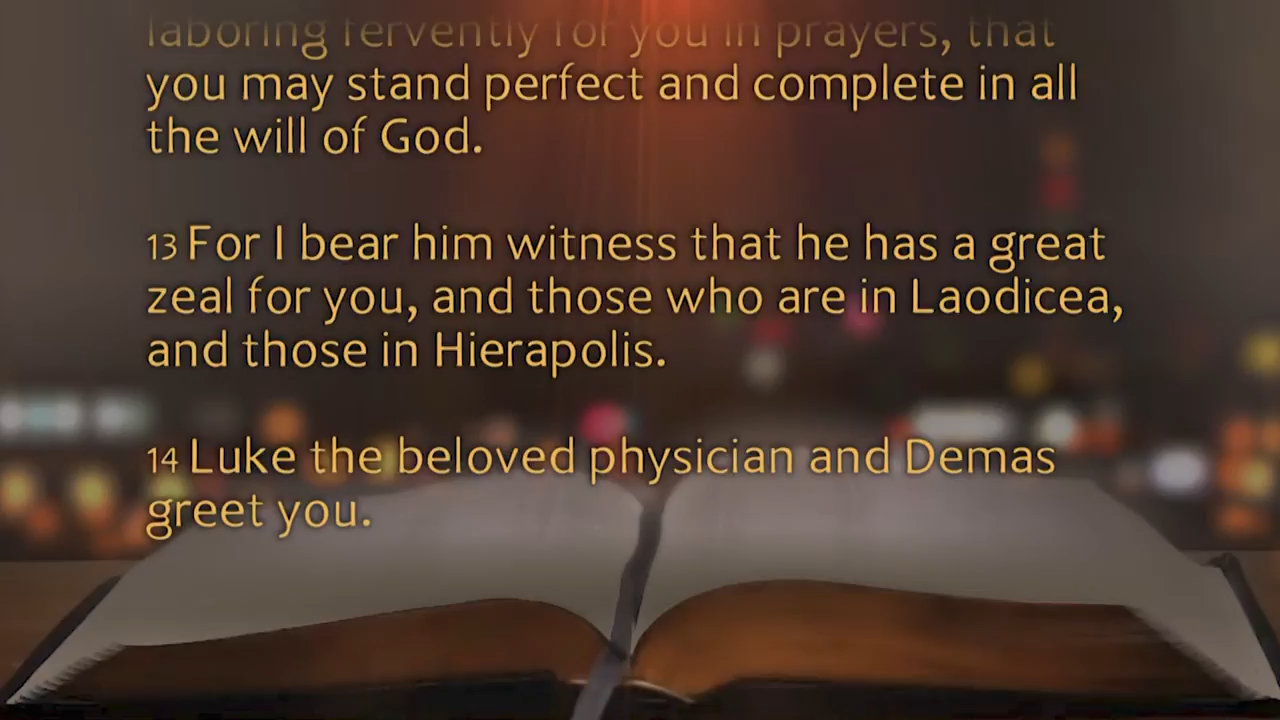 laboring fervently for you in prayers, that
you may stand perfect and complete in all
the will of God.
13 For I bear him witness that he has a great
zeal for you, and those who are in Laodicea,
and those in Hierapolis.
14 Luke the beloved physician and Demas
greet you.